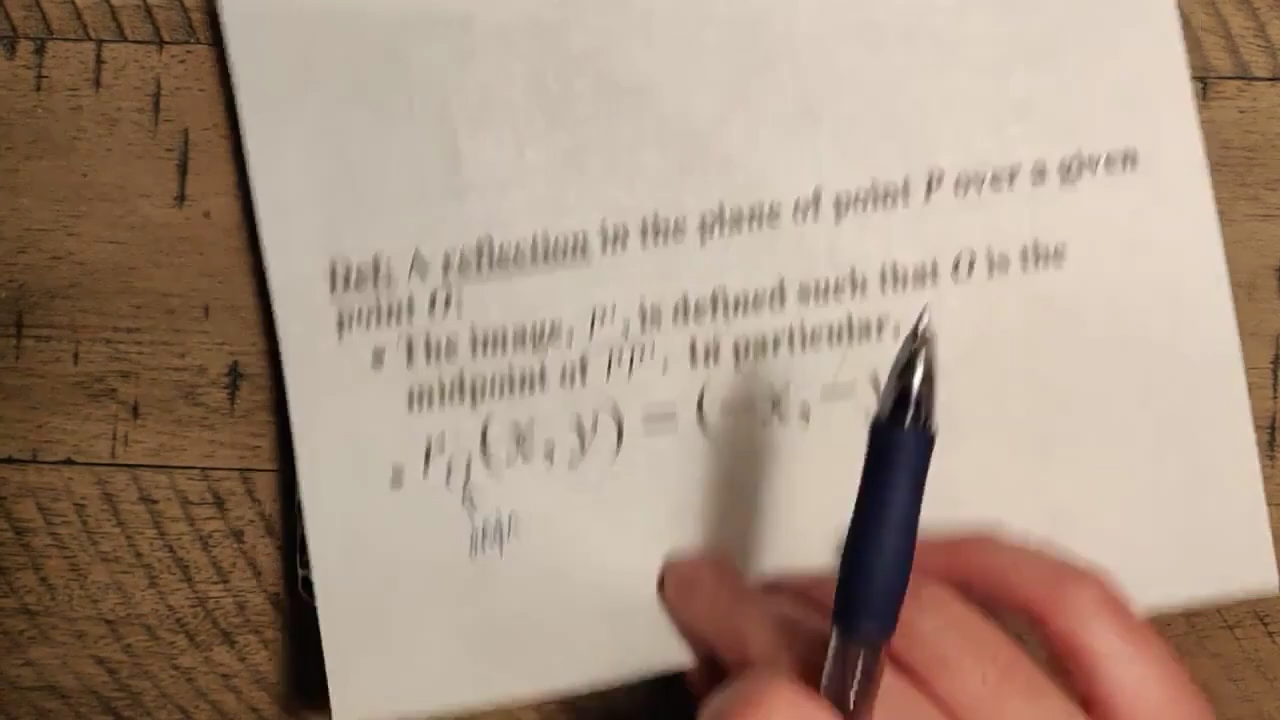 Def: A reflection in the plane of point P over a given
point O:
The image, P', is defined such that O is the
midpoint of PP'. In particular,
(x, y) = (-x, -y